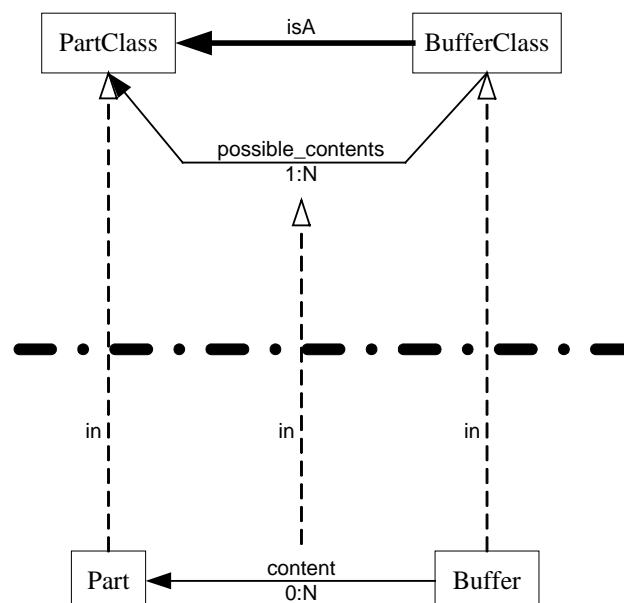 isA
PartClass
BufferClass
possible_contents
1:N
in
in
in
content
Part
Buffer
0:N